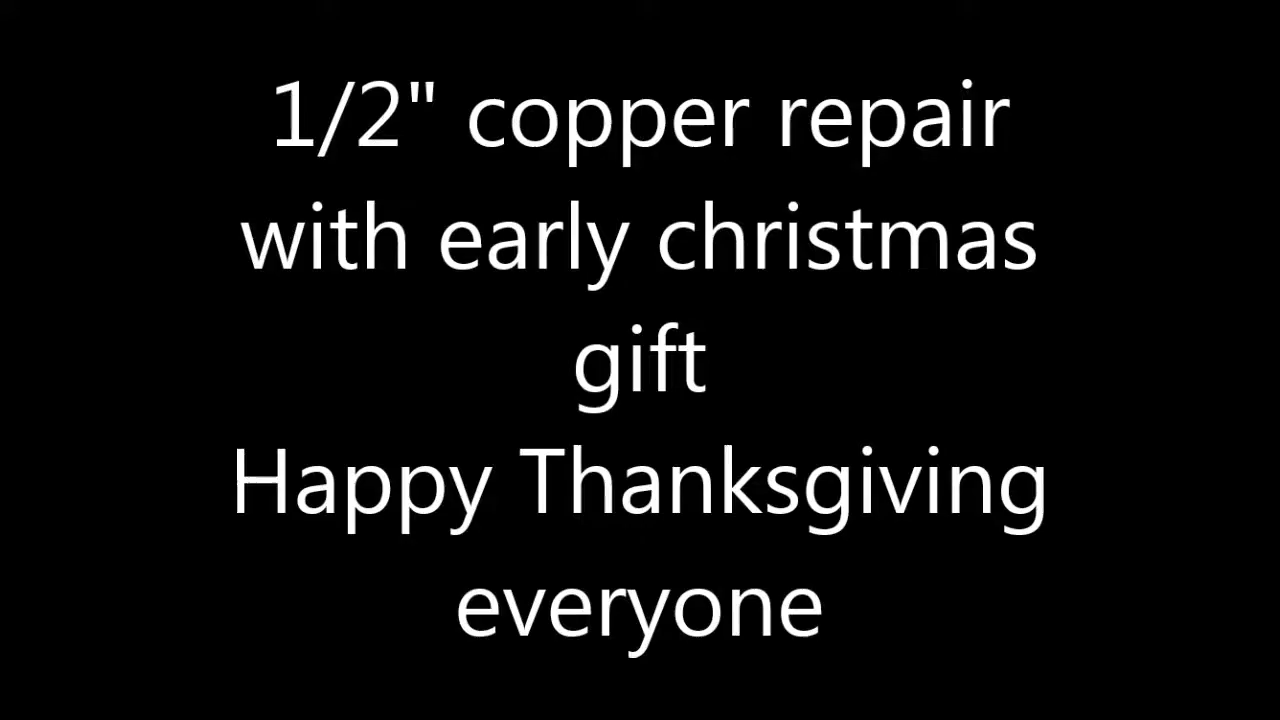 1/2" copper repair
with early christmas
gift
Happy Thanksgiving
everyone